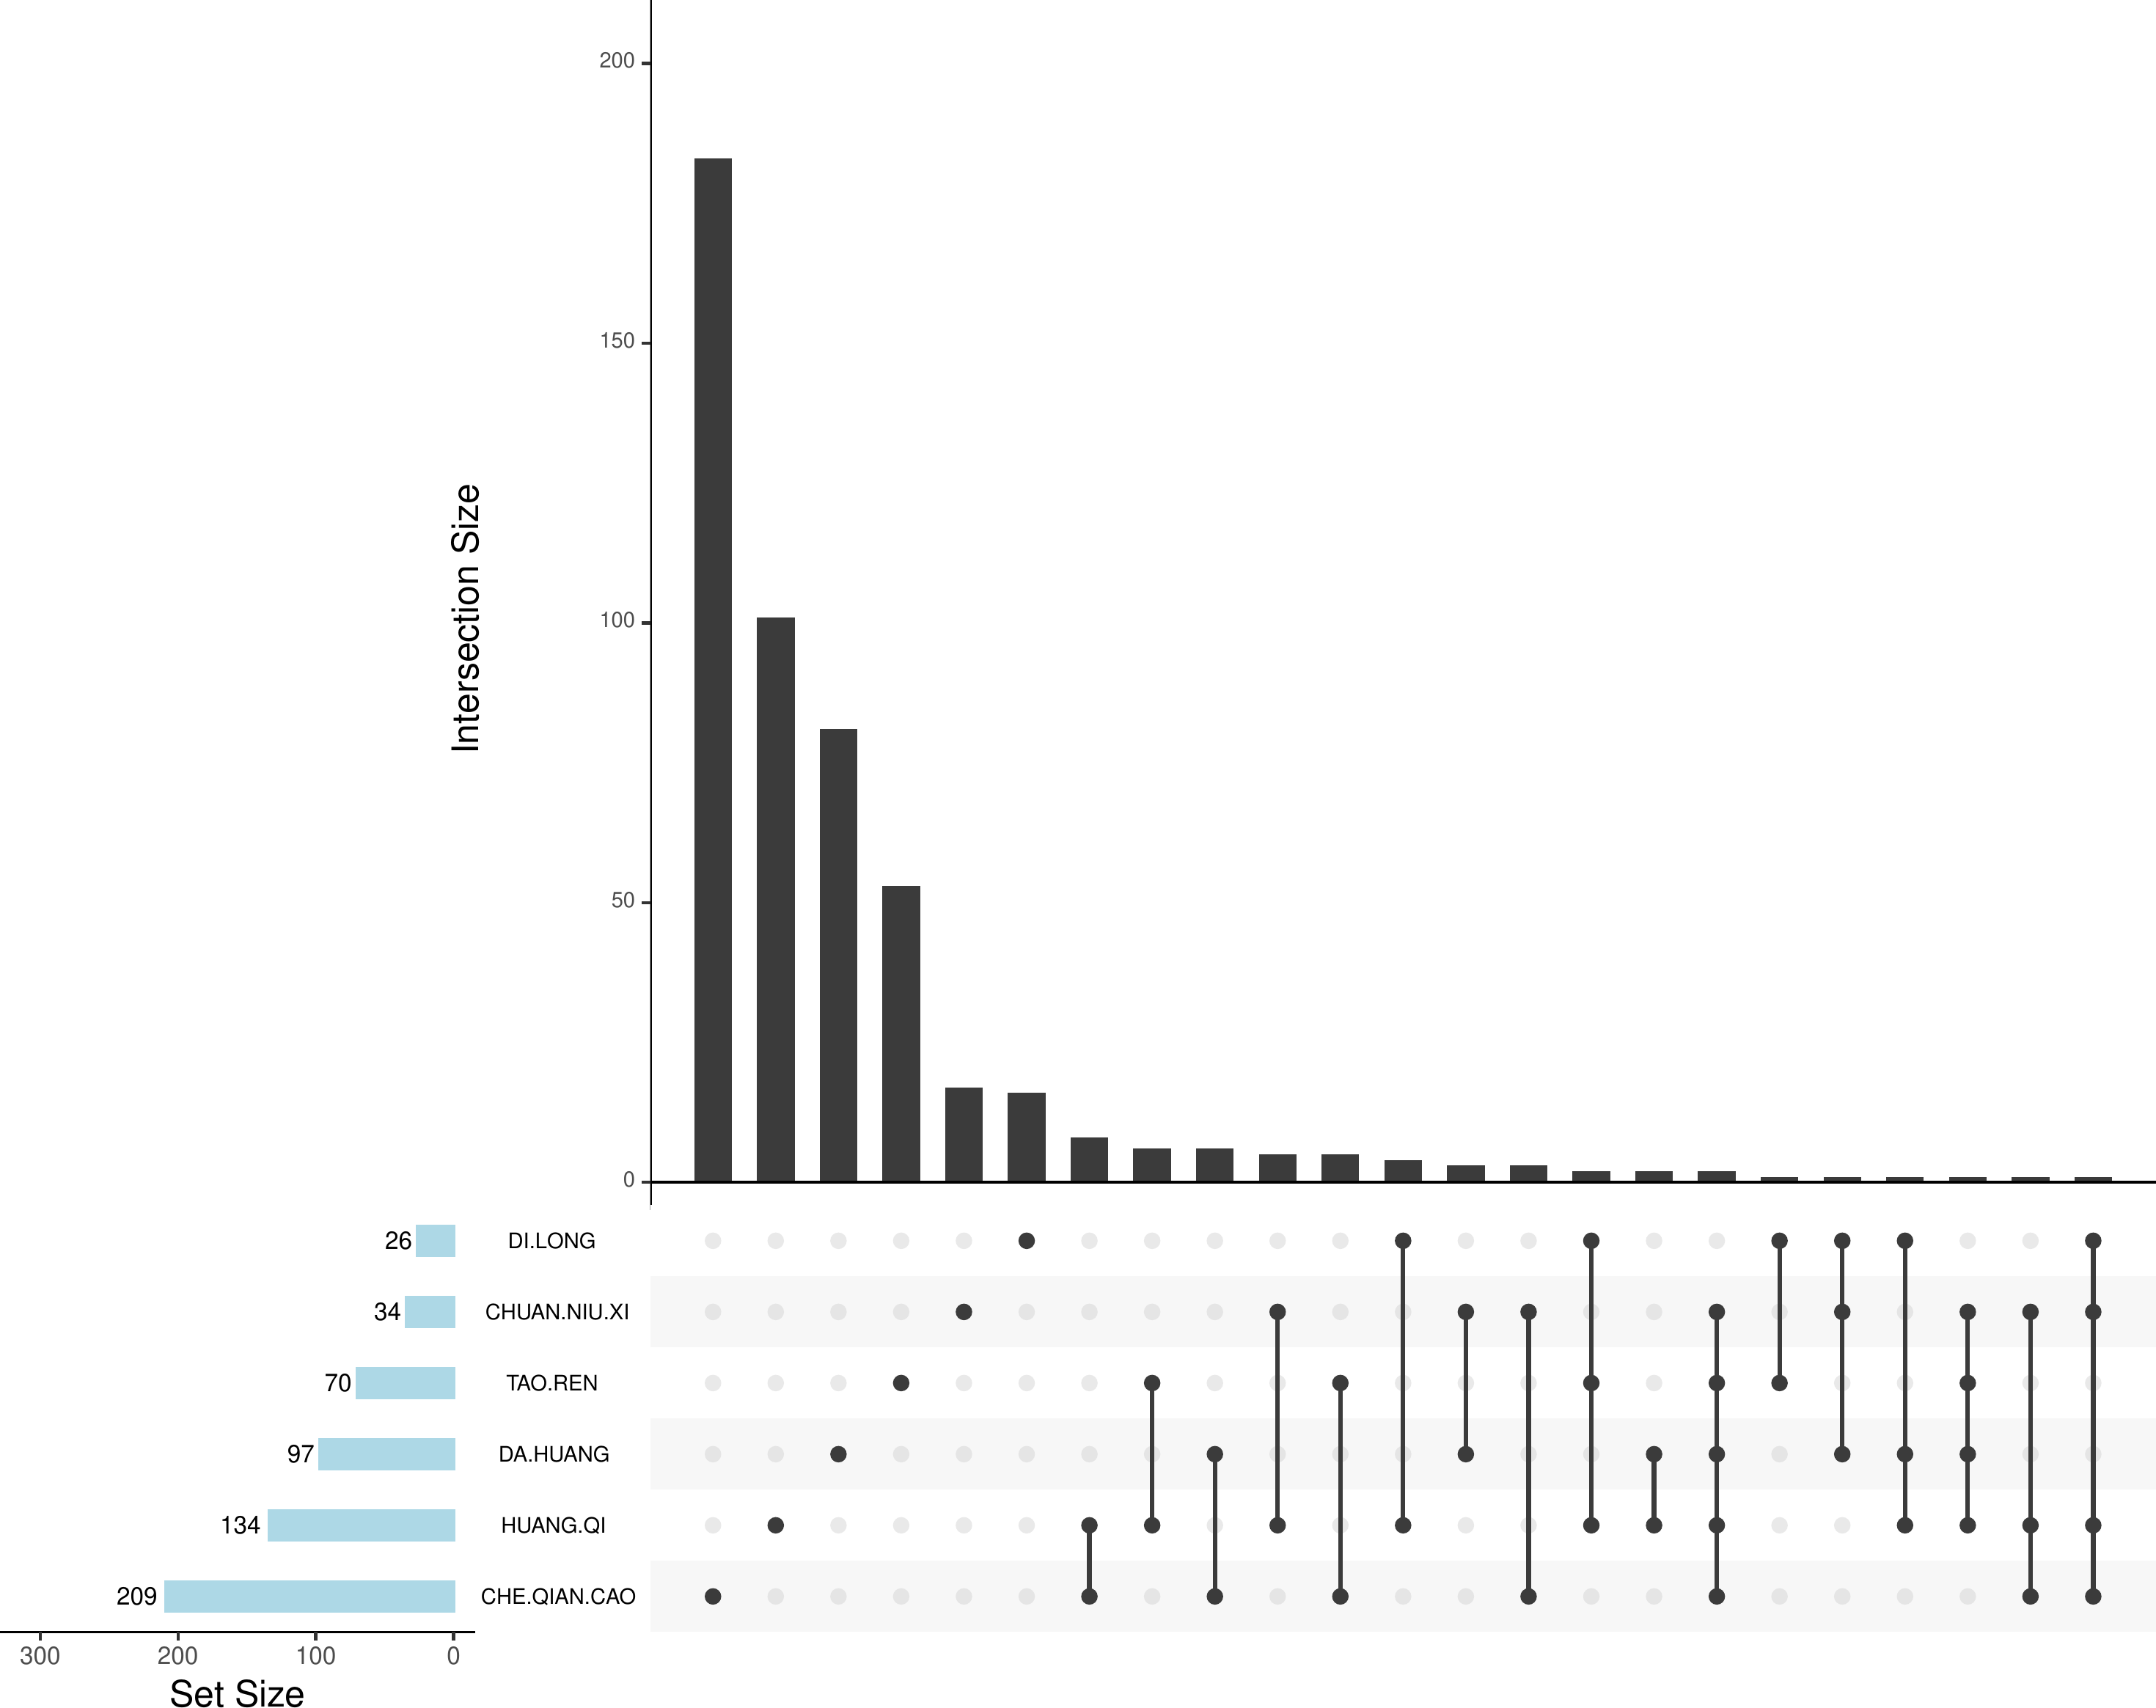 200
150
100
50
0
Intersection Size
26 DI.LONG
34 CHUAN.NIU.XI
70 TAO.REN
97 DA.HUANG
134 HUANG.QI
209 CHE.QIAN.CAO
300 200 100 0
Set Size